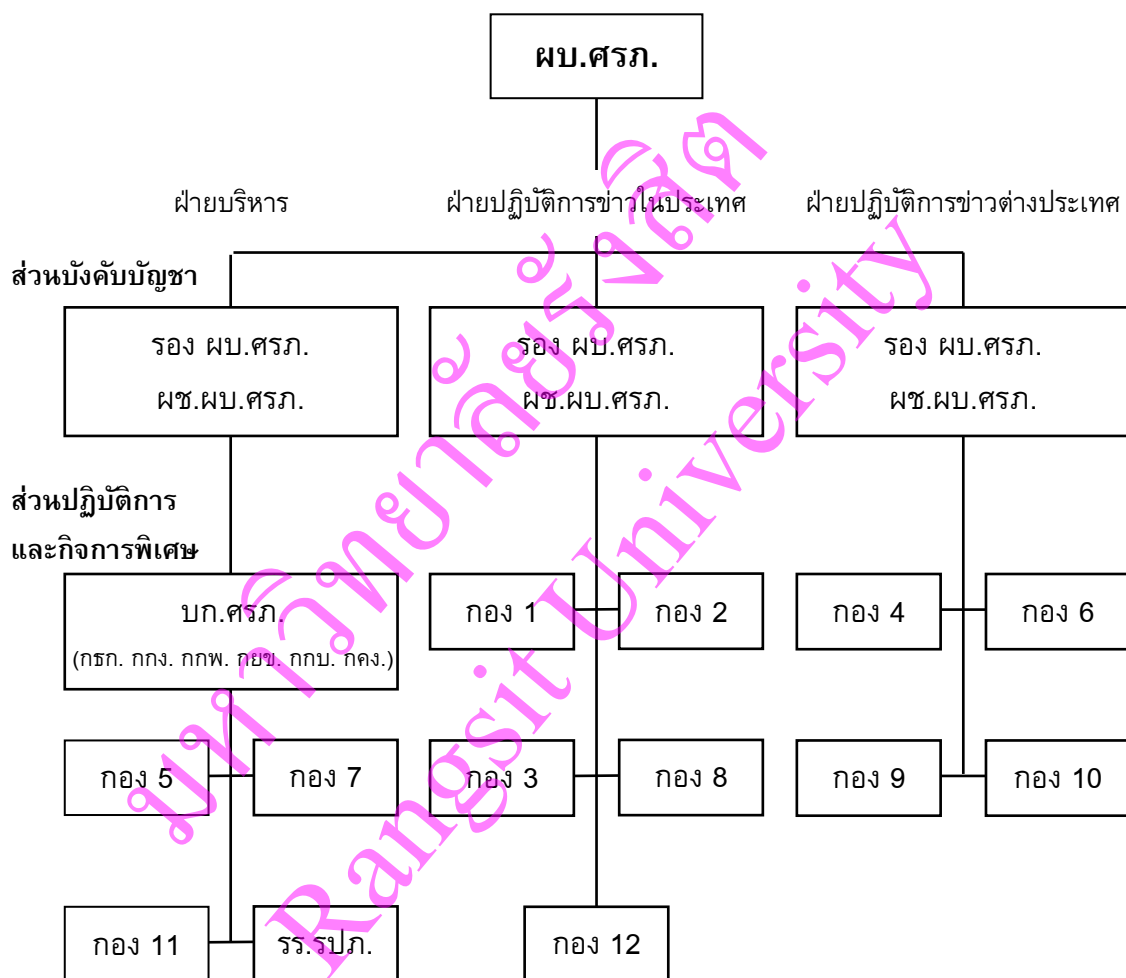 ผบ.ศรภ.
ฝ่ายบริหาร
ฝ่ายปฏิบัติการข่าวในประเทศ
ฝ่ายปฏิบัติการข่าวต่างประเทศ
ส่วนบังคับบัญชา
รอง ผบ.ศรภ.
ผช.ผบ.ศรภ.
รอง ผบ.ศรภ.
ผช.ผบ.ศรภ.
รอง ผบ.ศรภ.
ผช.ผบ.ศรภ.
ส่วนปฏิบัติการ
และกิจการพิเศษ
บก.ศรภ.
(กธก. กกง. กกพ. กยข. กกบ. กคง.)
กอง 1
กอง 2
กอง 4
กอง 6
กอง 5
กอง 7
กอง 3
กอง 8
กอง 9
กอง 10
กอง 11
รร.รปภ.
กอง 12
มหาวิทยาลัยรังสิต
Rangsit University